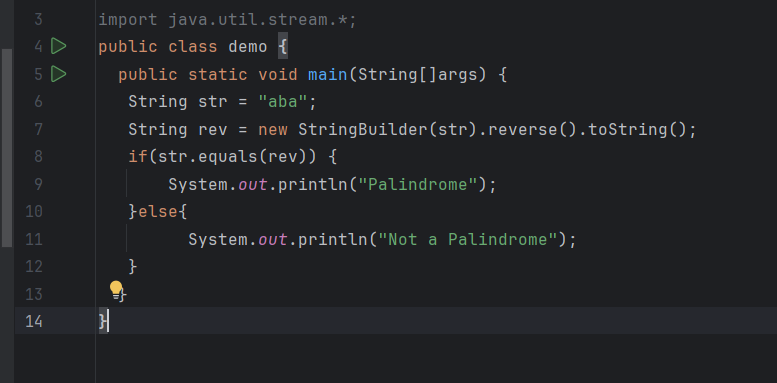 3 import java.util.stream.*;
4 public class demo {
5 public static void main(String[]args) {
6 String str = "aba";
7 String rev = new StringBuilder(str).reverse().toString();
8 if(str.equals(rev)) {
9 System.out.println("Palindrome");
10 }else{
11 System.out.println("Not a Palindrome");
12 }
13 }
14 }